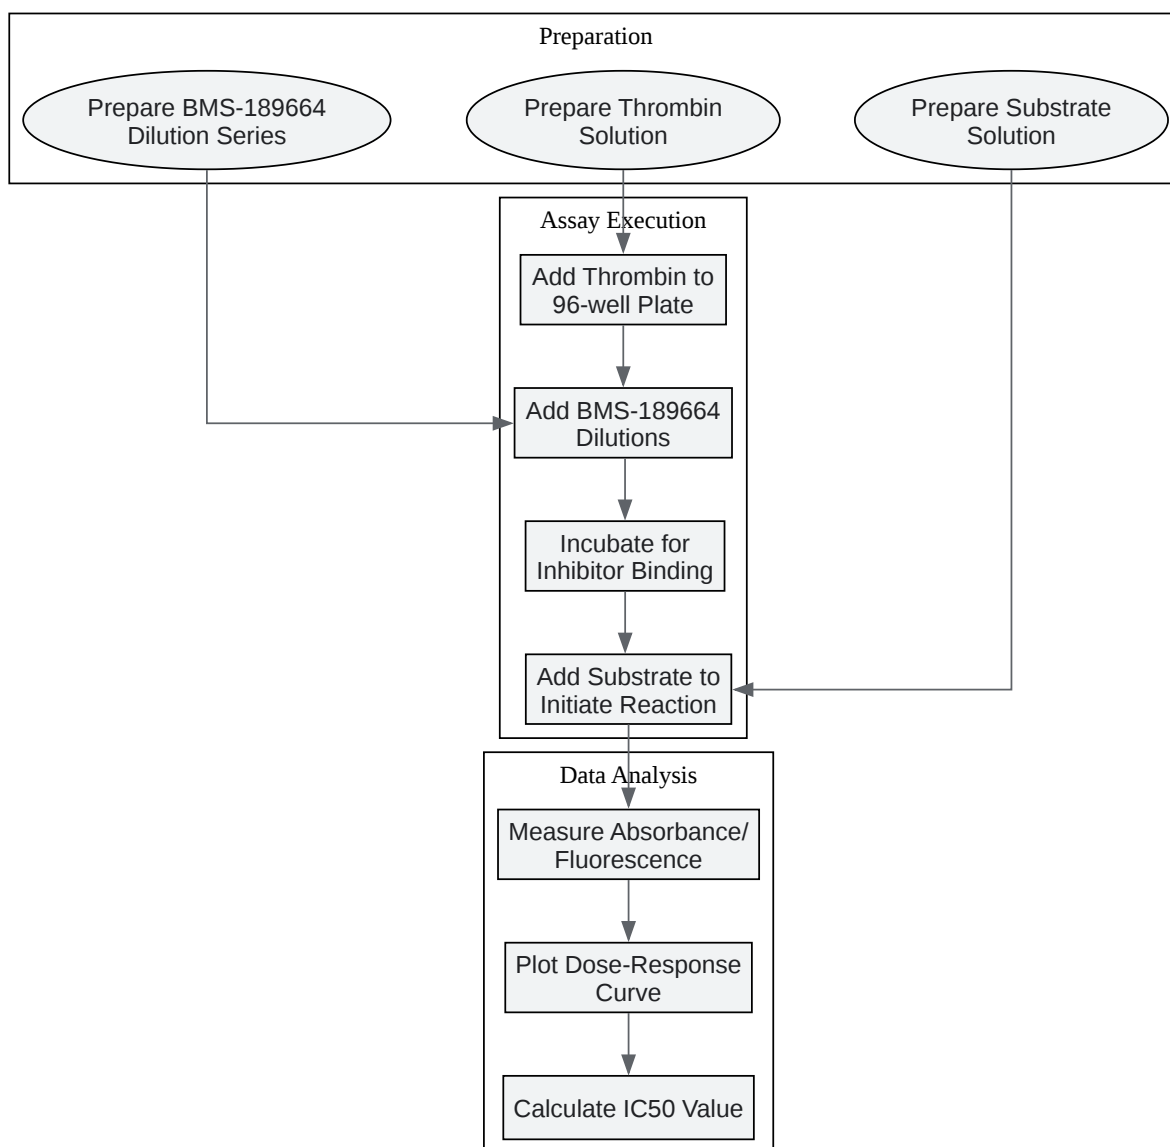 Preparation
Prepare BMS-189664
Dilution Series
Prepare Thrombin
Solution
Prepare Substrate
Solution
Assay Execution
Add Thrombin to
96-well Plate
Add BMS-189664
Dilutions
Incubate for
Inhibitor Binding
Add Substrate to
Initiate Reaction
Data Analysis
Measure Absorbance/
Fluorescence
Plot Dose-Response
Curve
Calculate IC50 Value